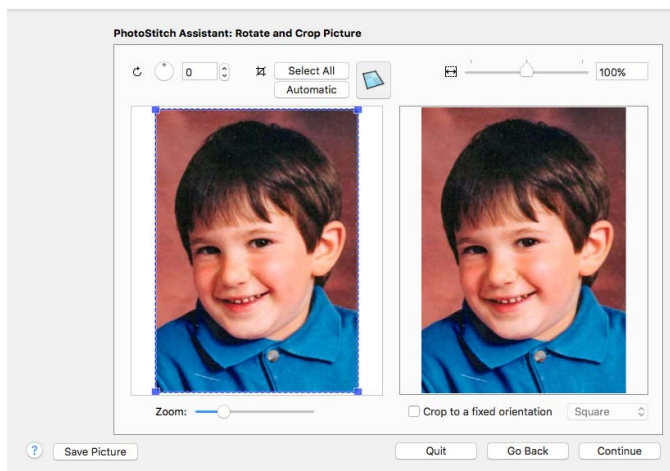 PhotoStitch Assistant: Rotate and Crop Picture
0
Select All
Automatic
100%
Zoom:
Crop to a fixed orientation
Square
?
Save Picture
Quit
Go Back
Continue